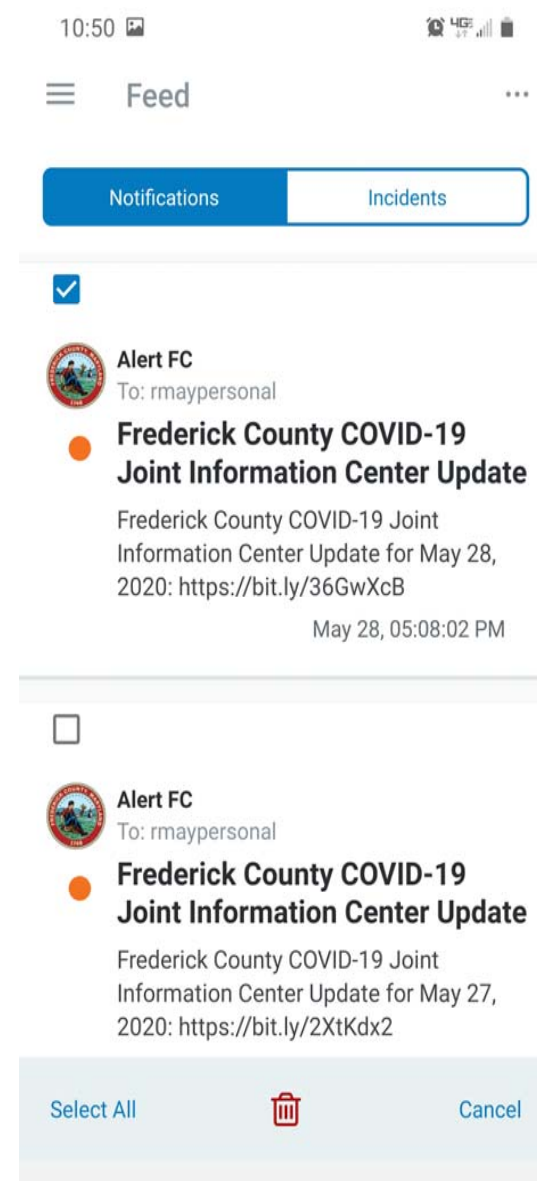 10:50
4GE
Feed
Notifications
Incidents
Alert FC
To: rmaypersonal
Frederick County COVID-19
Joint Information Center Update
Frederick County COVID-19 Joint
Information Center Update for May 28,
2020: https://bit.ly/36GwXcB
May 28, 05:08:02 PM
Alert FC
To: rmaypersonal
Frederick County COVID-19
Joint Information Center Update
Frederick County COVID-19 Joint
Information Center Update for May 27,
2020: https://bit.ly/2XtKdx2
Select All
Cancel